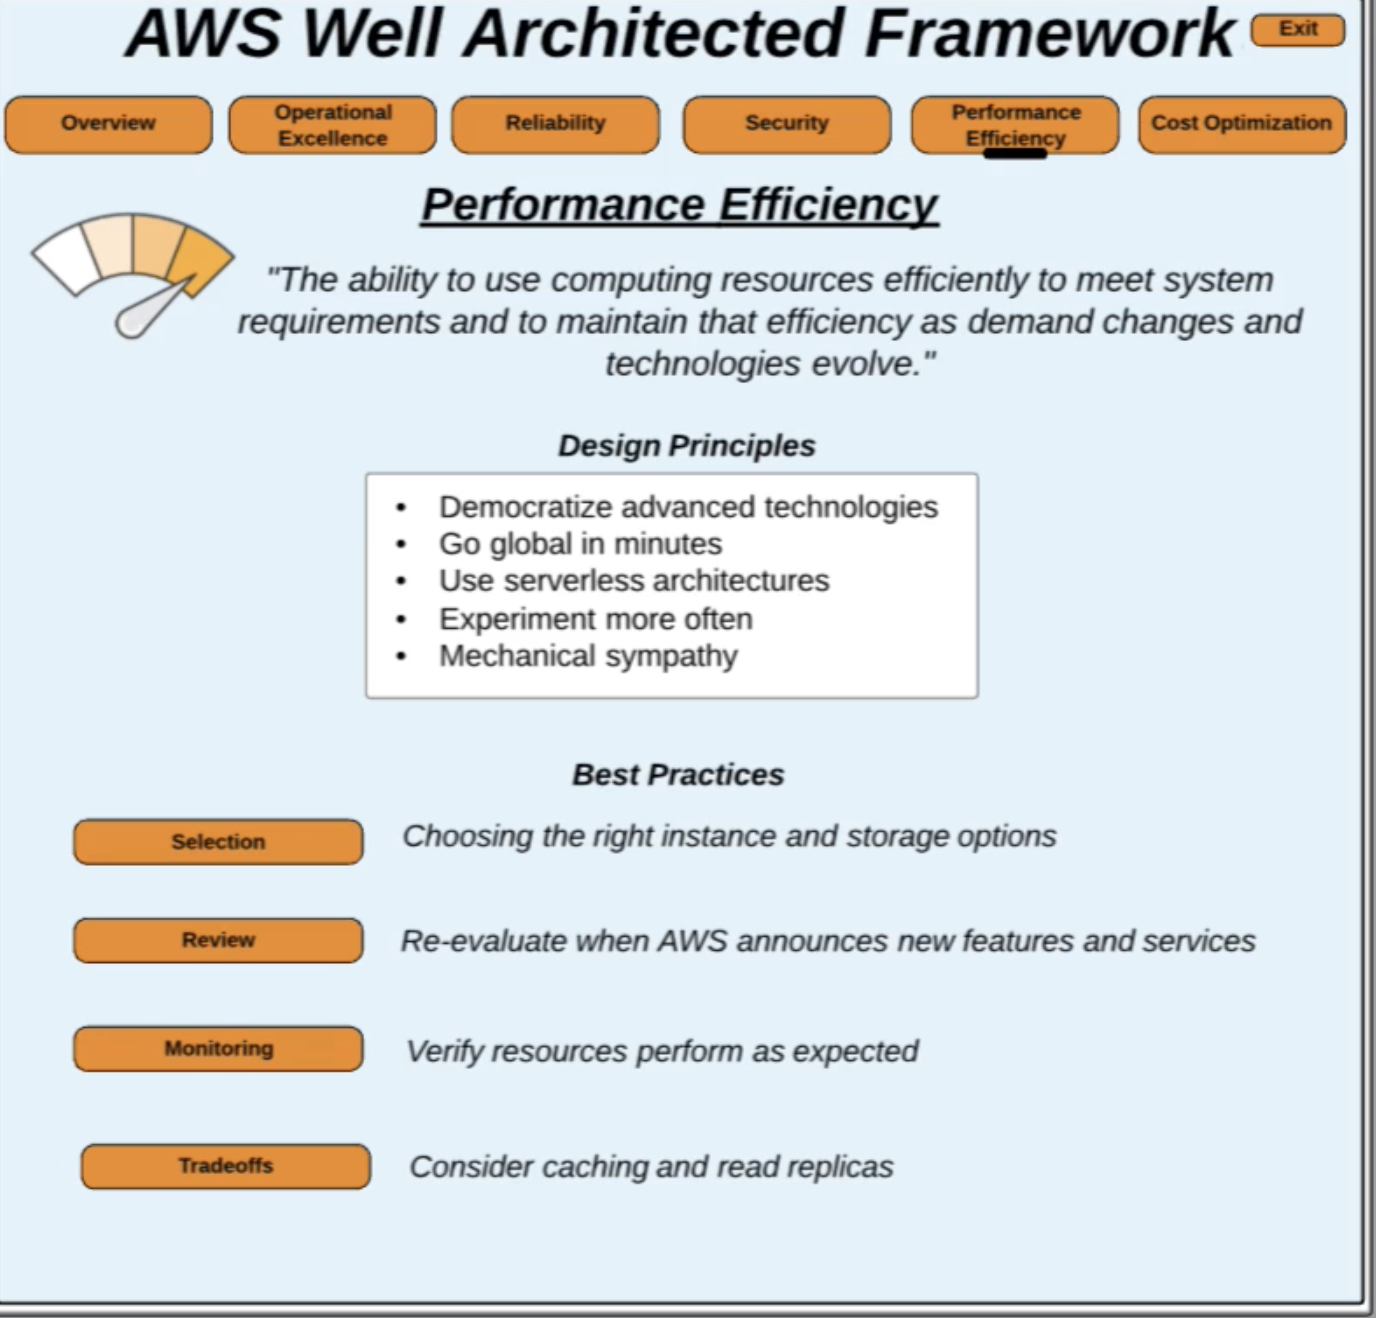 AWS Well Architected Framework
Exit
Overview
Operational
Excellence
Reliability
Security
Performance
Efficiency
Cost Optimization
Performance Efficiency
"The ability to use computing resources efficiently to meet system
requirements and to maintain that efficiency as demand changes and
technologies evolve."
Design Principles
• Democratize advanced technologies
• Go global in minutes
• Use serverless architectures
• Experiment more often
• Mechanical sympathy
Best Practices
Selection
Choosing the right instance and storage options
Review
Re-evaluate when AWS announces new features and services
Monitoring
Verify resources perform as expected
Tradeoffs
Consider caching and read replicas